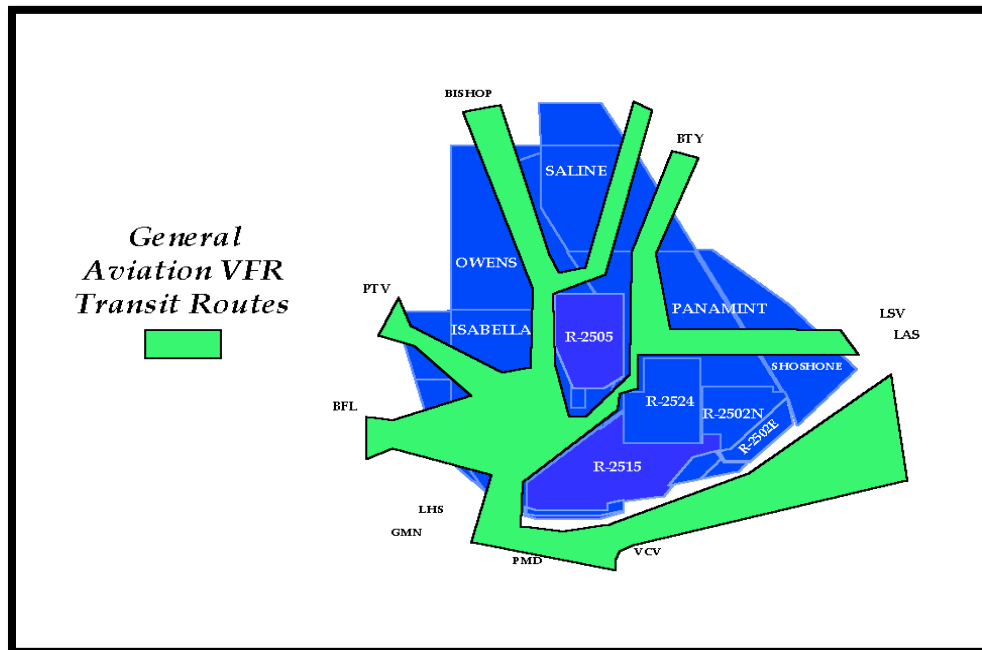 BISHOP
BTY
SALINE
General
Aviation VFR
Transit Routes
OWENS
PTV
PANAMINT
LSV
ISABELLA
R-2505
LAS
SHOSHONE
R-2524
BFL
R-2502N
R-2502E
R-2515
LHS
GMN
VCV
PMD